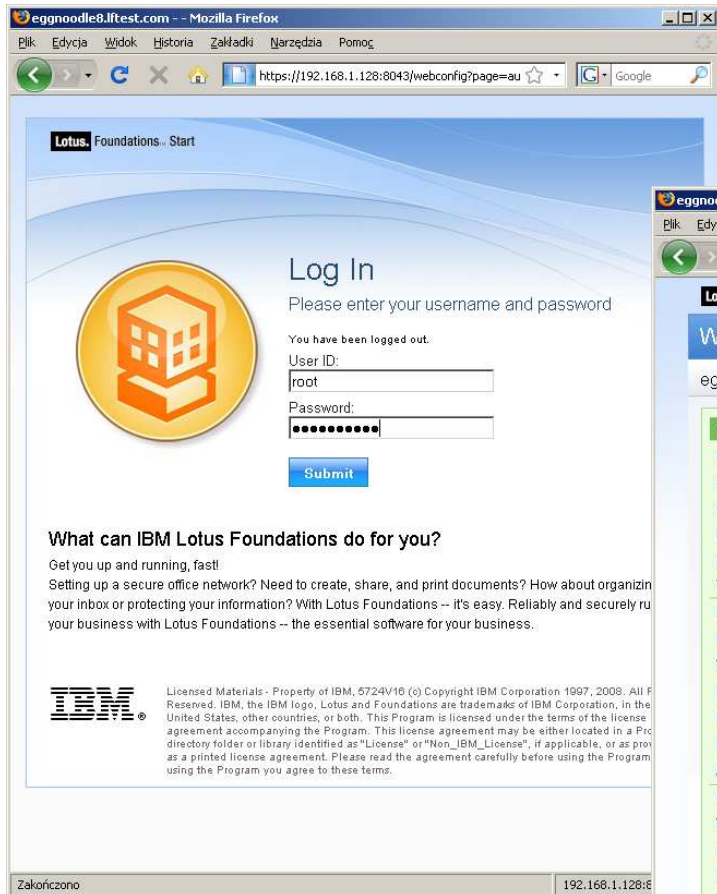 eggnoodle8.lftest.com - - Mozilla Firefox
Plik Edycja Widok Historia Zakładki Narzędzia Pomoc
https://192.168.1.128:8043/webconfig?page=au
G Google
Lotus. Foundations™ Start
Log In
Please enter your username and password
You have been logged out.
User ID:
root
Password:
Submit
What can IBM Lotus Foundations do for you?
Get you up and running, fast!
Setting up a secure office network? Need to create, share, and print documents? How about organizin
your inbox or protecting your information? With Lotus Foundations -- it's easy. Reliably and securely ru
your business with Lotus Foundations -- the essential software for your business.
IBM®
Licensed Materials - Property of IBM, 5724V16 (c) Copyright IBM Corporation 1997, 2008. All R
Reserved. IBM, the IBM logo, Lotus and Foundations are trademarks of IBM Corporation, in the
United States, other countries, or both. This Program is licensed under the terms of the license
agreement accompanying the Program. This license agreement may be either located in a Pro
directory folder or library identified as "License" or "Non_IBM_License", if applicable, or as prov
as a printed license agreement. Please read the agreement carefully before using the Program
using the Program you agree to these terms.
Zakończono
192.168.1.128:8
eggnoo
Plik Edy
Lo
W
eg